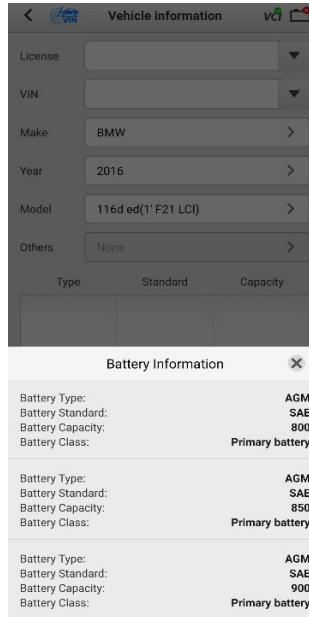 VIN
Vehicle information
vci
License
VIN
Make BMW
Year 2016
Model 116d ed(1' F21 LCI)
Others None
Type Standard Capacity
Battery Information
Battery Type: AGM
Battery Standard: SAE
Battery Capacity: 800
Battery Class: Primary battery
Battery Type: AGM
Battery Standard: SAE
Battery Capacity: 850
Battery Class: Primary battery
Battery Type: AGM
Battery Standard: SAE
Battery Capacity: 900
Battery Class: Primary battery